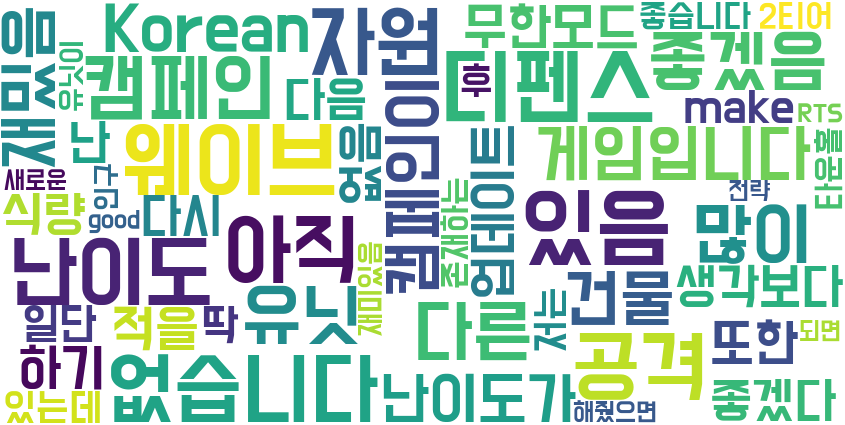 재밌음
유닛이
Korean
자원
무한모드
좋습니다
2티어
캠페인
다음
후
디펜스
좋겠음
make
RTS
난
웨이브
없음
캠페인이
업데이트
게임입니다
타운홀
새로운
인구
식량
good
다시
아직
존재하는
있음
전략
많이
난이도
재미있음
건물
생각보다
일단
적을
딱
유닛
다른
저는
공격
또한
되면
하기
있는데
없습니다
난이도가
해줬으면
좋겠다